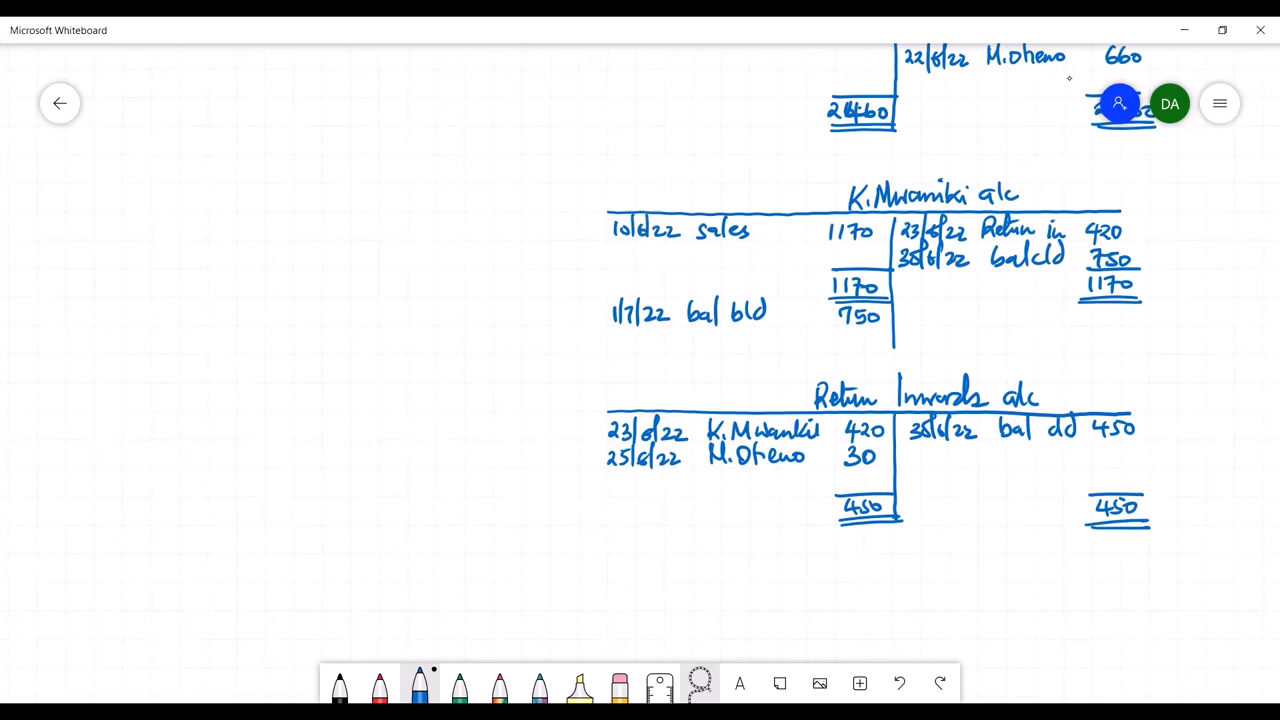 Microsoft Whiteboard
22/6/22 M.Otieno 660
DA
K.Mwaniki a/c
10/6/22 sales 1170 23/6/22 Return in 420
30/6/22 bal c/d 750
1170 1170
1/7/22 bal b/d 750
Return Inwards a/c
23/6/22 K.Mwaniki 420 30/6/22 bal c/d 450
25/6/22 M.Otieno 30
450 450
A